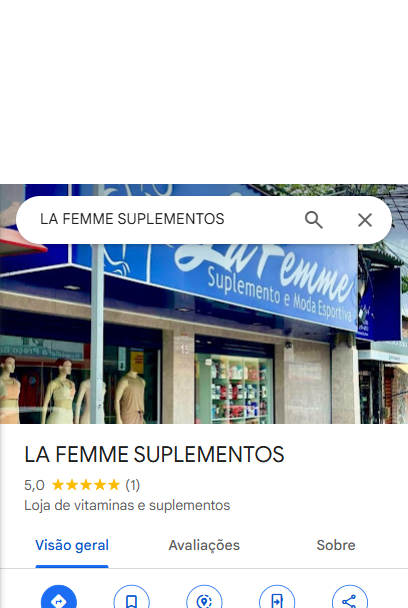 LA FEMME SUPLEMENTOS
La Femme
Suplemento e Moda Esportiva
LA FEMME SUPLEMENTOS
5,0 ★★★★★ (1)
Loja de vitaminas e suplementos
Visão geral Avaliações Sobre